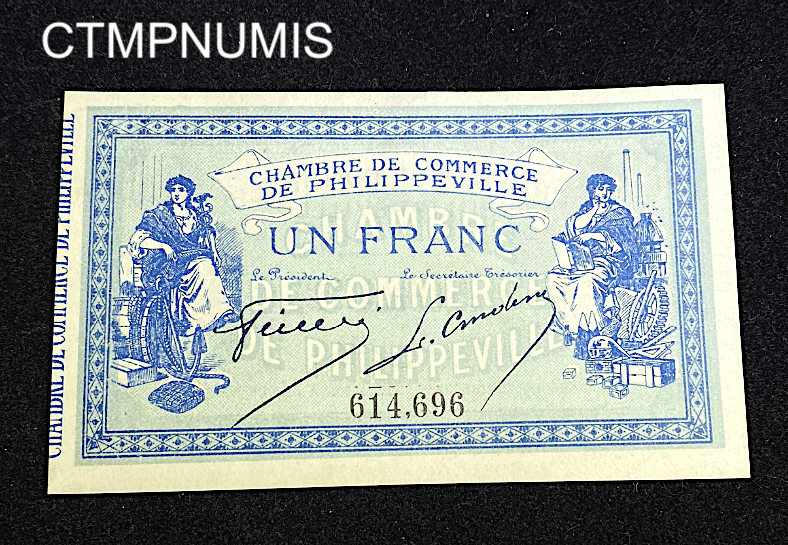 CTMPNUMIS
CHAMBRE DE COMMERCE DE PHILIPPEVILLE
CHAMBRE DE COMMERCE
DE PHILIPPEVILLE
CHAMBRE
UN FRANC
Le Président
Le Secrétaire Trésorier
DE COMMERCE
DE PHILIPPEVILLE
614,696